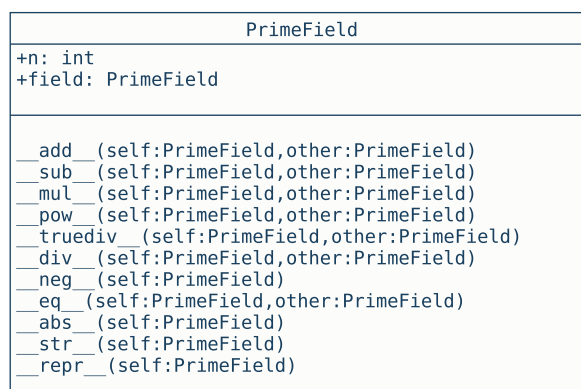 PrimeField
+n: int
+field: PrimeField
__add__(self:PrimeField,other:PrimeField)
__sub__(self:PrimeField,other:PrimeField)
__mul__(self:PrimeField,other:PrimeField)
__pow__(self:PrimeField,other:PrimeField)
__truediv__(self:PrimeField,other:PrimeField)
__div__(self:PrimeField,other:PrimeField)
__neg__(self:PrimeField)
__eq__(self:PrimeField,other:PrimeField)
__abs__(self:PrimeField)
__str__(self:PrimeField)
__repr__(self:PrimeField)